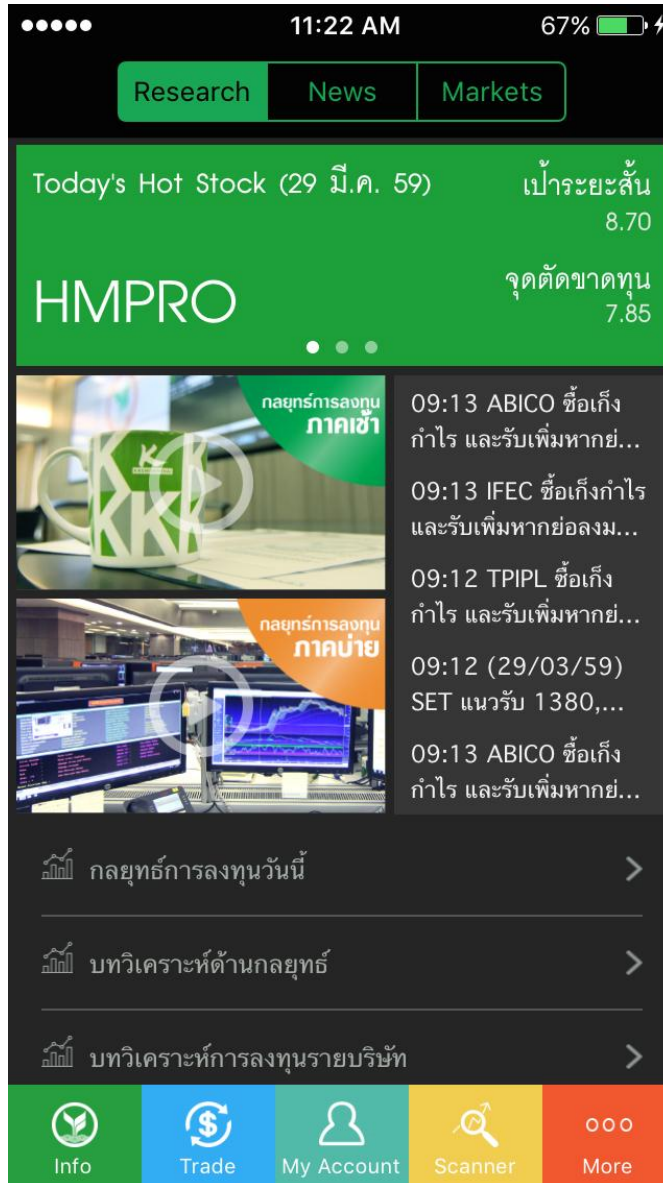 11:22 AM
67%
Research
News
Markets
Today's Hot Stock (29 มี.ค. 59)
เป้าระยะสั้น
8.70
HMPRO
จุดตัดขาดทุน
7.85
กลยุทธ์การลงทุน
ภาคเช้า
K
KKK
กลยุทธ์การลงทุน
ภาคบ่าย
09:13 ABICO ซื้อเก็ง
กำไร และรับเพิ่มหากย่...
09:13 IFEC ซื้อเก็งกำไร
และรับเพิ่มหากย่อลงม...
09:12 TPIPL ซื้อเก็ง
กำไร และรับเพิ่มหากย่...
09:12 (29/03/59)
SET แนวรับ 1380,...
09:13 ABICO ซื้อเก็ง
กำไร และรับเพิ่มหากย่...
กลยุทธ์การลงทุนวันนี้
บทวิเคราะห์ด้านกลยุทธ์
บทวิเคราะห์การลงทุนรายบริษัท
Info
Trade
My Account
Scanner
More